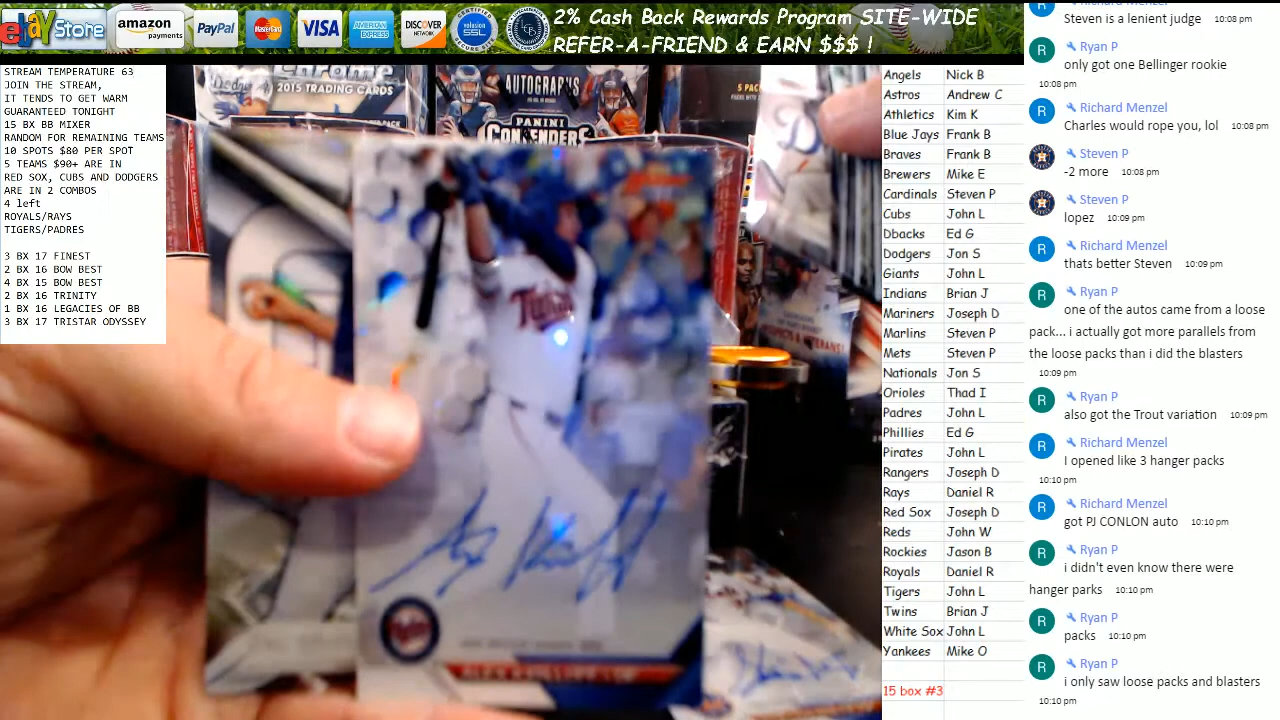 ebay Store
amazon
payments
PayPal
MasterCard
VISA
AMERICAN EXPRESS
DISCOVER NETWORK
SSL
2% Cash Back Rewards Program SITE-WIDE
REFER-A-FRIEND & EARN $$$ !
STREAM TEMPERATURE 63
JOIN THE STREAM,
IT TENDS TO GET WARM
GUARANTEED TONIGHT
15 BX BB MIXER
RANDOM FOR REMAINING TEAMS
10 SPOTS $80 PER SPOT
5 TEAMS $90+ ARE IN
RED SOX, CUBS AND DODGERS
ARE IN 2 COMBOS
4 left
ROYALS/RAYS
TIGERS/PADRES
3 BX 17 FINEST
2 BX 16 BOW BEST
4 BX 15 BOW BEST
2 BX 16 TRINITY
1 BX 16 LEGACIES OF BB
3 BX 17 TRISTAR ODYSSEY
chrome
2015 TRADING CARDS
AUTOGRAPHS
PANINI
CONTENDERS
5 PAC
Twins
Angels Nick B
Astros Andrew C
Athletics Kim K
Blue Jays Frank B
Braves Frank B
Brewers Mike E
Cardinals Steven P
Cubs John L
Dbacks Ed G
Dodgers Jon S
Giants John L
Indians Brian J
Mariners Joseph D
Marlins Steven P
Mets Steven P
Nationals Jon S
Orioles Thad I
Padres John L
Phillies Ed G
Pirates John L
Rangers Joseph D
Rays Daniel R
Red Sox Joseph D
Reds John W
Rockies Jason B
Royals Daniel R
Tigers John L
Twins Brian J
White Sox John L
Yankees Mike O
15 box #3
Steven is a lenient judge 10:08 pm
R Ryan P
only got one Bellinger rookie
10:08 pm
R Richard Menzel
Charles would rope you, lol 10:08 pm
Steven P
-2 more 10:08 pm
Steven P
lopez 10:09 pm
R Richard Menzel
thats better Steven 10:09 pm
R Ryan P
one of the autos came from a loose
pack... i actually got more parallels from
the loose packs than i did the blasters
10:09 pm
R Ryan P
also got the Trout variation 10:09 pm
R Richard Menzel
I opened like 3 hanger packs
10:10 pm
R Richard Menzel
got PJ CONLON auto 10:10 pm
R Ryan P
i didn't even know there were
hanger parks 10:10 pm
R Ryan P
packs 10:10 pm
R Ryan P
i only saw loose packs and blasters
10:10 pm